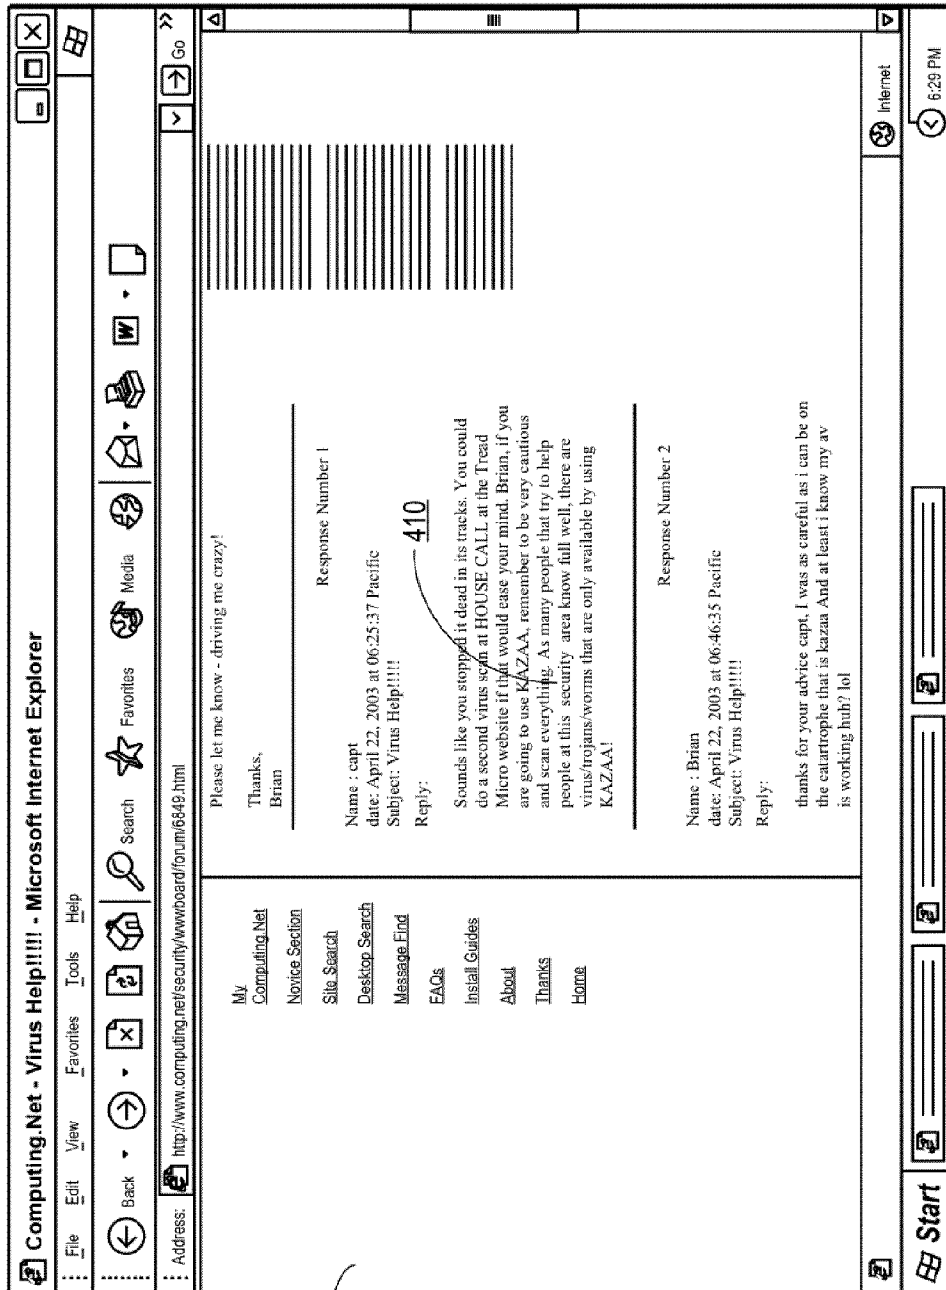 Computing.Net - Virus Help!!!!! - Microsoft Internet Explorer
File Edit View Favorites Tools Help
Back Search Favorites Media W
Address: http://www.computing.net/security/wwwboard/forum/6849.html Go >>
My
Computing.Net
Novice Section
Site Search
Desktop Search
Message Find
FAQs
Install Guides
About
Thanks
Home
Please let me know - driving me crazy!
Thanks,
Brian
Response Number 1
Name : capt
date: April 22, 2003 at 06:25:37 Pacific
Subject: Virus Help!!!!!
Reply:
410
Sounds like you stopped it dead in its tracks. You could
do a second virus scan at HOUSE CALL at the Tread
Micro website if that would ease your mind. Brian, if you
are going to use KAZAA, remember to be very cautious
and scan everything. As many people that try to help
people at this security area know full well, there are
virus/trojans/worms that are only available by using
KAZAA!
Response Number 2
Name : Brian
date: April 22, 2003 at 06:46:35 Pacific
Subject: Virus Help!!!!!
Reply:
thanks for your advice capt, I was as careful as i can be on
the catartrophe that is kazaa And at least i know my av
is working huh? lol
Internet
Start 6:29 PM